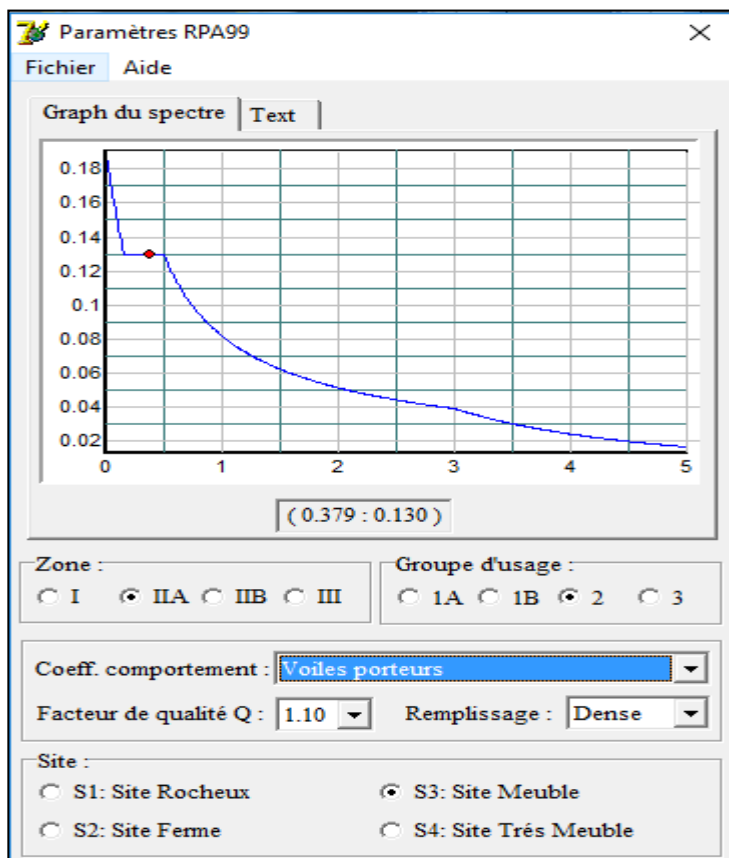 Paramètres RPA99
Fichier Aide
Graph du spectre Text
0.18
0.16
0.14
0.12
0.1
0.08
0.06
0.04
0.02
0 1 2 3 4 5
( 0.379 : 0.130 )
Zone :
I IIA IIB III
Groupe d'usage :
1A 1B 2 3
Coeff. comportement : Voiles porteurs
Facteur de qualité Q : 1.10 Remplissage : Dense
Site :
S1: Site Rocheux S3: Site Meuble
S2: Site Ferme S4: Site Trés Meuble